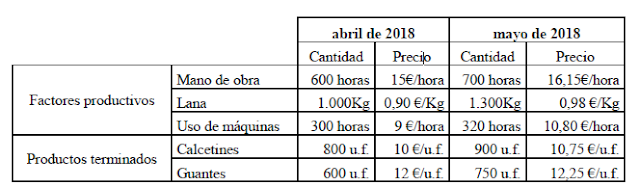 abril de 2018 mayo de 2018
Cantidad Precio Cantidad Precio
Factores productivos Mano de obra 600 horas 15€/hora 700 horas 16,15€/hora
Lana 1.000Kg 0,90 €/Kg 1.300Kg 0,98 €/Kg
Uso de máquinas 300 horas 9 €/hora 320 horas 10,80 €/hora
Productos terminados Calcetines 800 u.f. 10 €/u.f. 900 u.f. 10,75 €/u.f.
Guantes 600 u.f. 12 €/u.f. 750 u.f. 12,25 €/u.f.